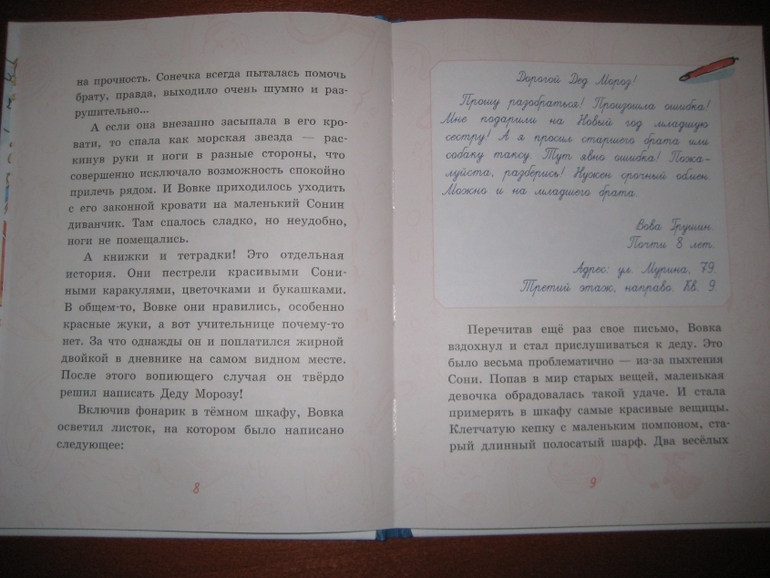 на прочность. Сонечка всегда пыталась помочь
брату, правда, выходило очень шумно и раз-
рушительно...
А если она внезапно засыпала в его кро-
вати, то спала как морская звезда — рас-
кинув руки и ноги в разные стороны, что
совершенно исключало возможность спокойно
прилечь рядом. И Вовке приходилось уходить
с его законной кровати на маленький Сонин
диванчик. Там спалось сладко, но неудобно,
ноги не помещались.
А книжки и тетрадки! Это отдельная
история. Они пестрели красивыми Сони-
ными каракулями, цветочками и букашками.
В общем-то, Вовке они нравились, особенно
красные жуки, а вот учительнице почему-то
нет. За что однажды он и поплатился жирной
двойкой в дневнике на самом видном месте.
После этого вопиющего случая он твёрдо
решил написать Деду Морозу!
Включив фонарик в тёмном шкафу, Вовка
осветил листок, на котором было написано
следующее:
8
Дорогой Дед Мороз!
Прошу разобраться! Произошла ошибка!
Мне подарили на Новый год младшую
сестру! А я просил старшего брата или
собаку таксу. Тут явно ошибка! Пожа-
луйста, разберись! Нужен срочный обмен.
Можно и на младшего брата.
Вова Грушин.
Почти 8 лет.
Адрес: ул. Мурина, 79.
Третий этаж, направо. Кв. 9.
Перечитав ещё раз свое письмо, Вовка
вздохнул и стал прислушиваться к деду. Это
было весьма проблематично — из-за пыхтения
Сони. Попав в мир старых вещей, маленькая
девочка обрадовалась такой удаче. И стала
примерять в шкафу самые красивые вещицы.
Клетчатую кепку с маленьким помпоном, ста-
рый длинный полосатый шарф. Два весёлых
9